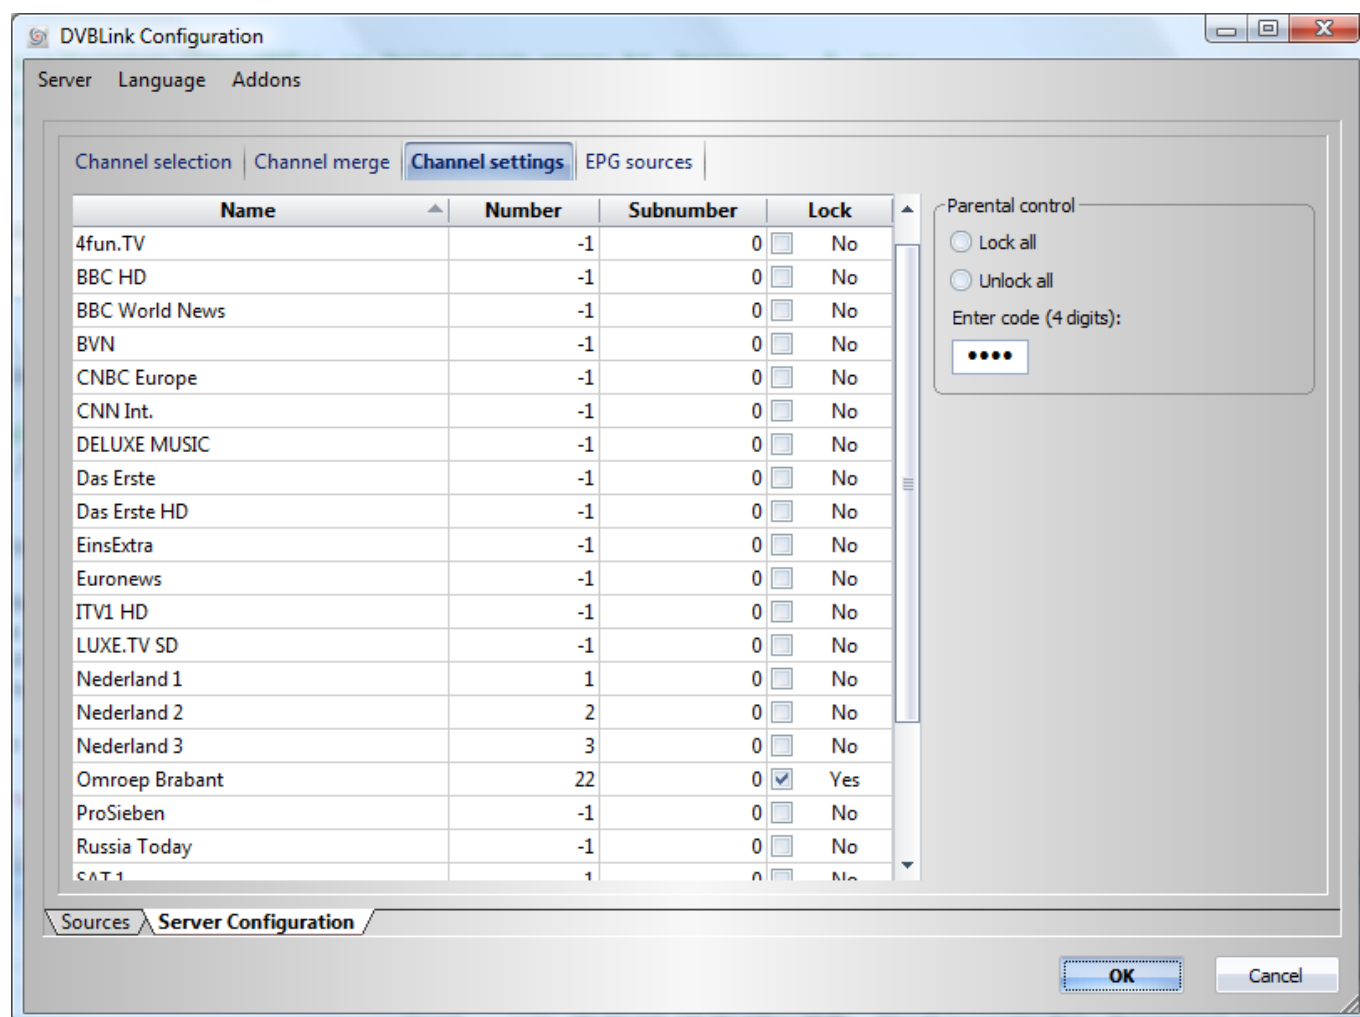 DVBLink Configuration
Server Language Addons
Channel selection Channel merge Channel settings EPG sources
Name Number Subnumber Lock
4fun.TV -1 0 No
BBC HD -1 0 No
BBC World News -1 0 No
BVN -1 0 No
CNBC Europe -1 0 No
CNN Int. -1 0 No
DELUXE MUSIC -1 0 No
Das Erste -1 0 No
Das Erste HD -1 0 No
EinsExtra -1 0 No
Euronews -1 0 No
ITV1 HD -1 0 No
LUXE.TV SD -1 0 No
Nederland 1 1 0 No
Nederland 2 2 0 No
Nederland 3 3 0 No
Omroep Brabant 22 0 Yes
ProSieben -1 0 No
Russia Today -1 0 No
SAT.1
Parental control
Lock all
Unlock all
Enter code (4 digits):
••••
Sources Server Configuration
OK Cancel